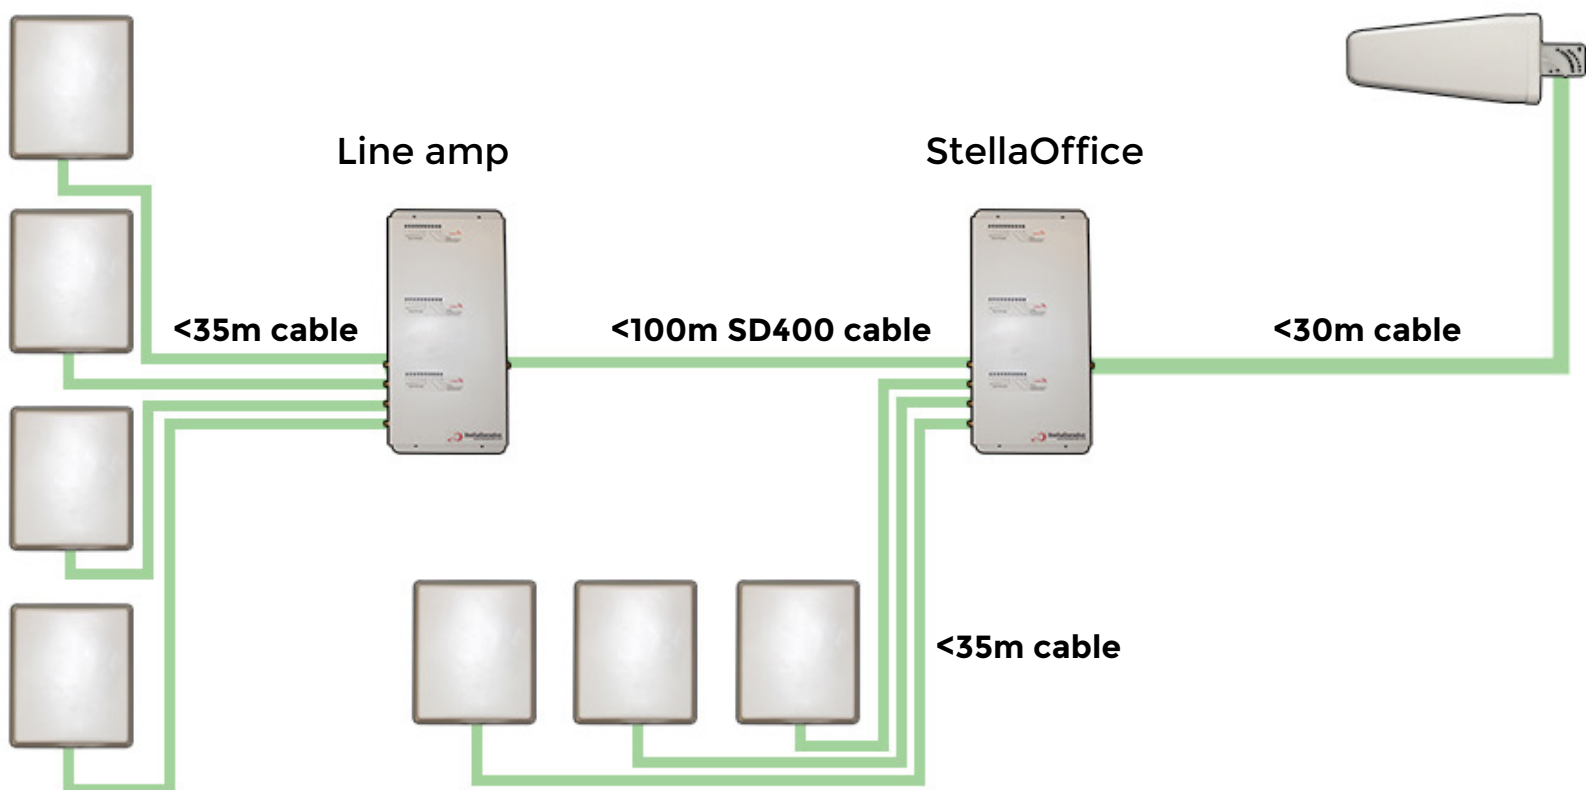 Line amp
StellaOffice
<35m cable
<100m SD400 cable
<30m cable
<35m cable